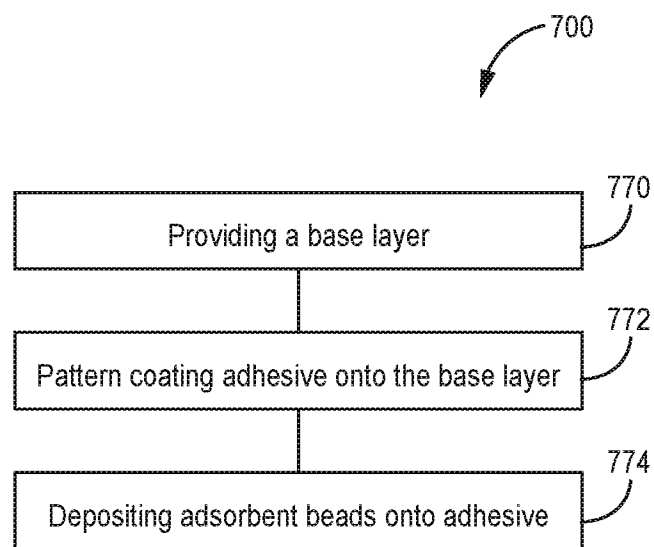 700
770
Providing a base layer
772
Pattern coating adhesive onto the base layer
774
Depositing adsorbent beads onto adhesive